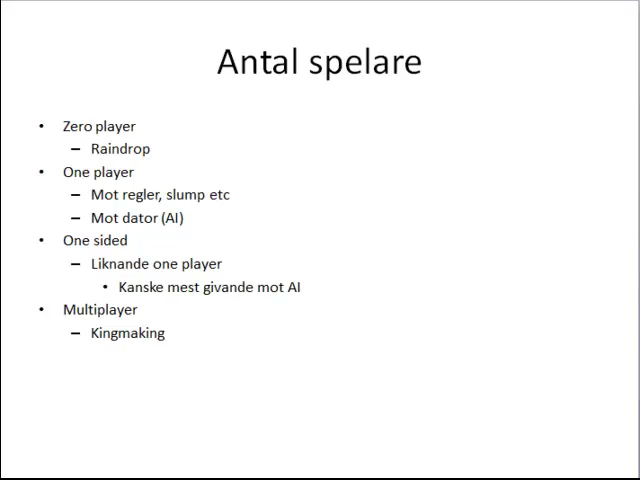 Antal spelare
• Zero player
– Raindrop
• One player
– Mot regler, slump etc
– Mot dator (AI)
• One sided
– Liknande one player
• Kanske mest givande mot AI
• Multiplayer
– Kingmaking